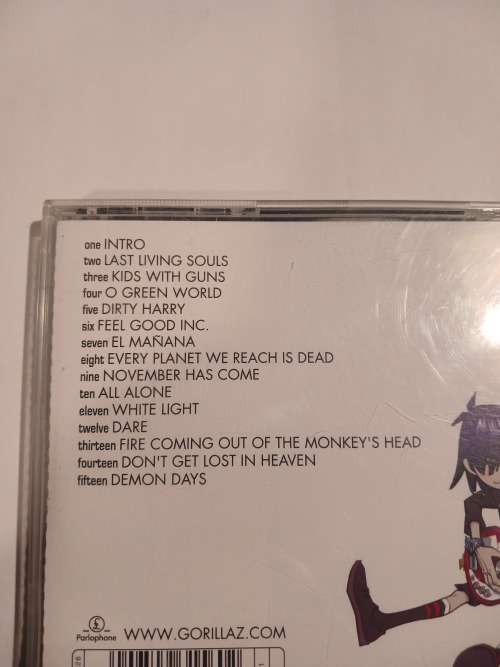 one INTRO
two LAST LIVING SOULS
three KIDS WITH GUNS
four O GREEN WORLD
five DIRTY HARRY
six FEEL GOOD INC.
seven EL MAÑANA
eight EVERY PLANET WE REACH IS DEAD
nine NOVEMBER HAS COME
ten ALL ALONE
eleven WHITE LIGHT
twelve DARE
thirteen FIRE COMING OUT OF THE MONKEY'S HEAD
fourteen DON'T GET LOST IN HEAVEN
fifteen DEMON DAYS
Parlophone WWW.GORILLAZ.COM